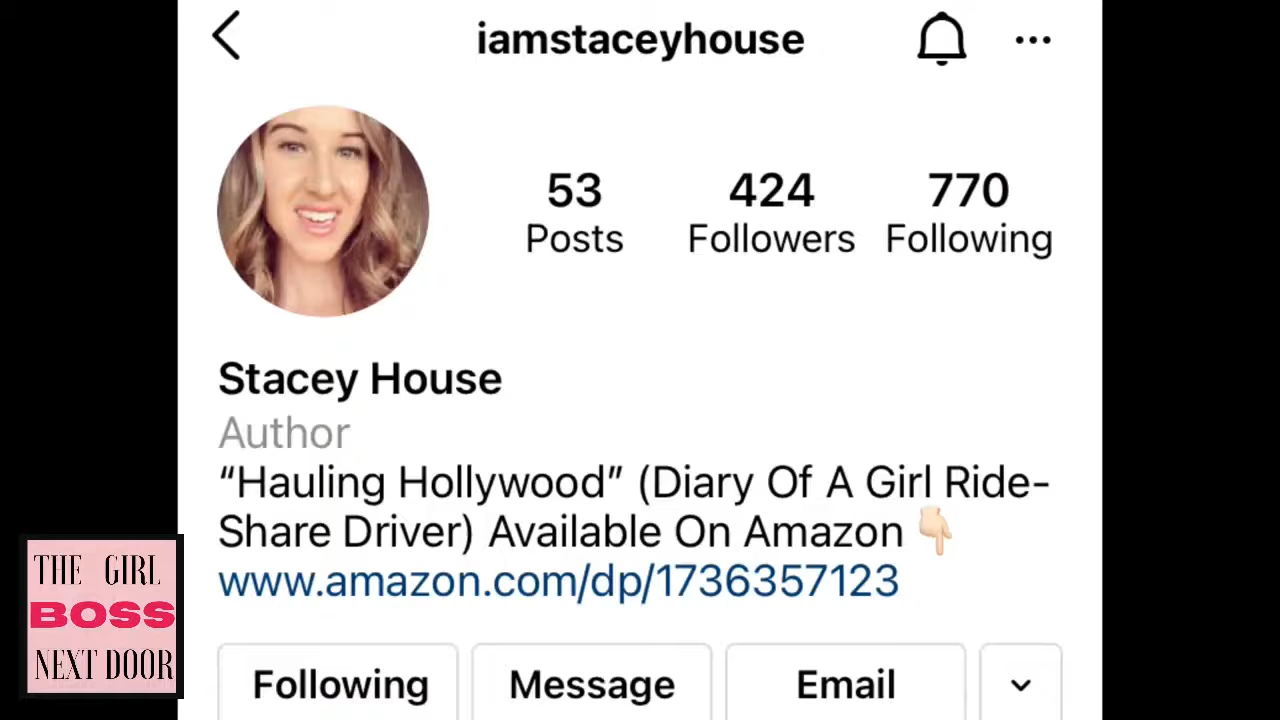 iamstaceyhouse
53
424
770
Posts
Followers
Following
Stacey House
Author
“Hauling Hollywood” (Diary Of A Girl Ride-
Share Driver) Available On Amazon 👇🏻
www.amazon.com/dp/1736357123
Following
Message
Email
THE GIRL
BOSS
NEXT DOOR